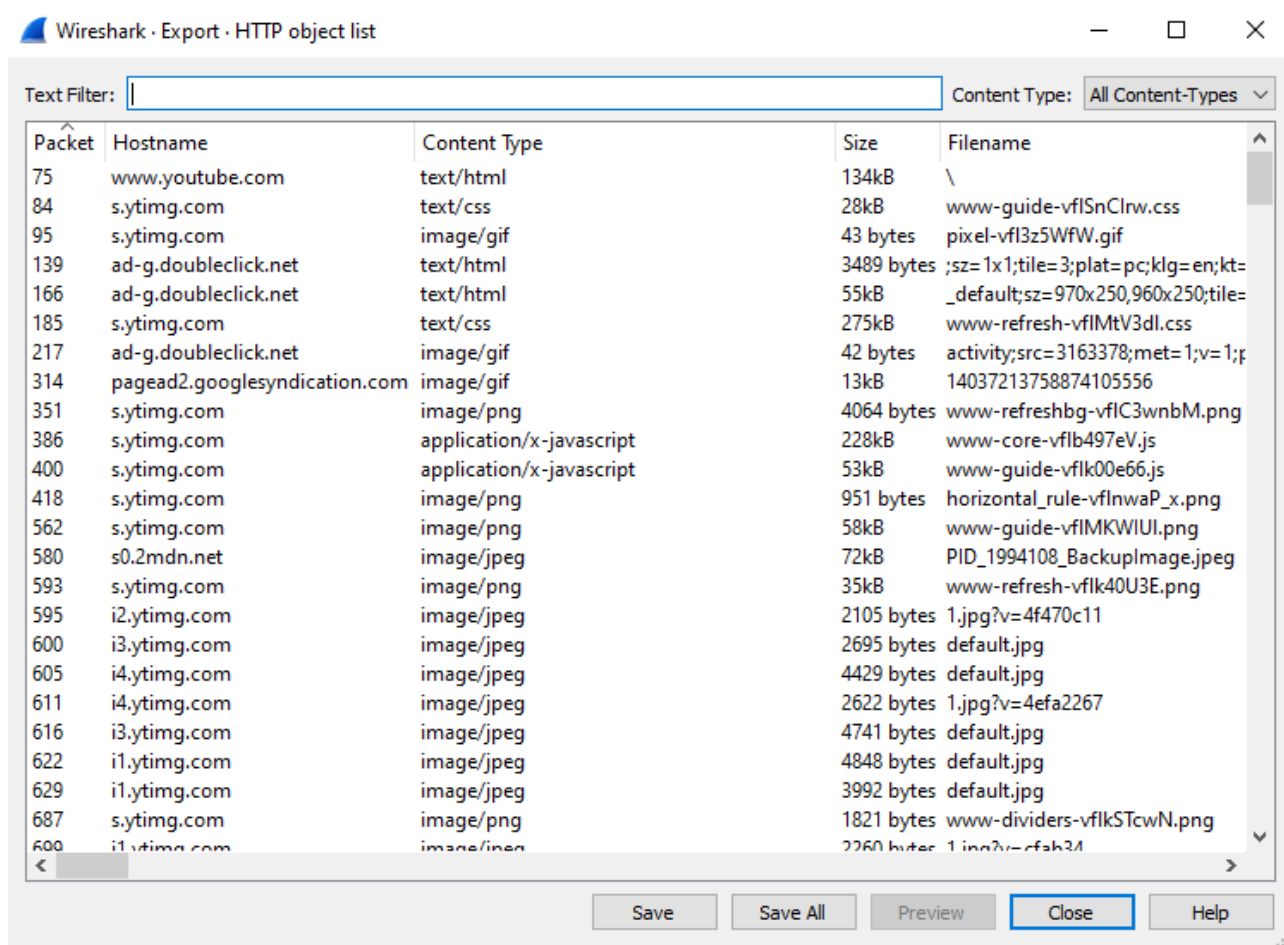 Wireshark · Export · HTTP object list
Text Filter: Content Type: All Content-Types
Packet Hostname Content Type Size Filename
75 www.youtube.com text/html 134kB \
84 s.ytimg.com text/css 28kB www-guide-vflSnClrw.css
95 s.ytimg.com image/gif 43 bytes pixel-vfl3z5WfW.gif
139 ad-g.doubleclick.net text/html 3489 bytes ;sz=1x1;tile=3;plat=pc;klg=en;kt=
166 ad-g.doubleclick.net text/html 55kB _default;sz=970x250,960x250;tile=
185 s.ytimg.com text/css 275kB www-refresh-vflMtV3dI.css
217 ad-g.doubleclick.net image/gif 42 bytes activity;src=3163378;met=1;v=1;p
314 pagead2.googlesyndication.com image/gif 13kB 14037213758874105556
351 s.ytimg.com image/png 4064 bytes www-refreshbg-vflC3wnbM.png
386 s.ytimg.com application/x-javascript 228kB www-core-vflb497eV.js
400 s.ytimg.com application/x-javascript 53kB www-guide-vflk00e66.js
418 s.ytimg.com image/png 951 bytes horizontal_rule-vflnwaP_x.png
562 s.ytimg.com image/png 58kB www-guide-vflMKWlUI.png
580 s0.2mdn.net image/jpeg 72kB PID_1994108_BackupImage.jpeg
593 s.ytimg.com image/png 35kB www-refresh-vflk40U3E.png
595 i2.ytimg.com image/jpeg 2105 bytes 1.jpg?v=4f470c11
600 i3.ytimg.com image/jpeg 2695 bytes default.jpg
605 i4.ytimg.com image/jpeg 4429 bytes default.jpg
611 i4.ytimg.com image/jpeg 2622 bytes 1.jpg?v=4efa2267
616 i3.ytimg.com image/jpeg 4741 bytes default.jpg
622 i1.ytimg.com image/jpeg 4848 bytes default.jpg
629 i1.ytimg.com image/jpeg 3992 bytes default.jpg
687 s.ytimg.com image/png 1821 bytes www-dividers-vflkSTcwN.png
699 i1.ytimg.com image/jpeg 2260 bytes 1.jpg?v=cfab34
Save Save All Preview Close Help